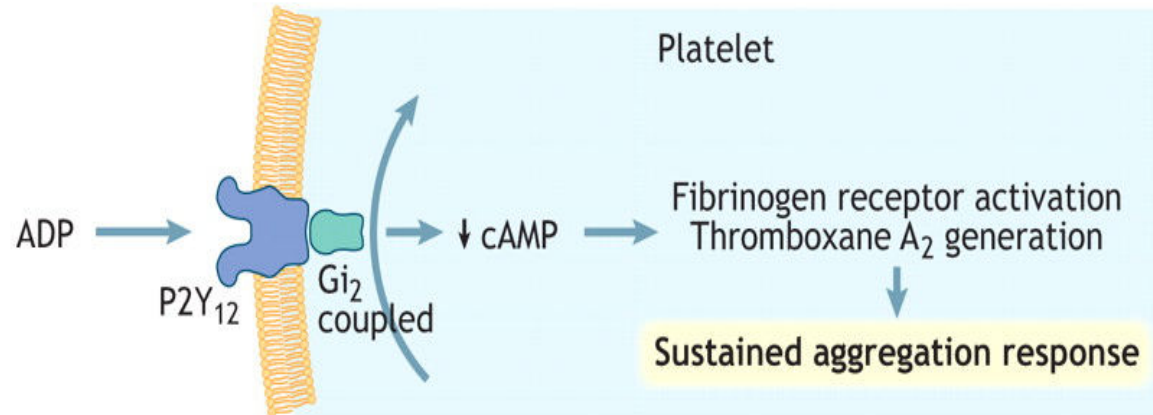 Platelet
ADP
P2Y₁₂
Gi₂
coupled
↓ cAMP
Fibrinogen receptor activation
Thromboxane A₂ generation
Sustained aggregation response